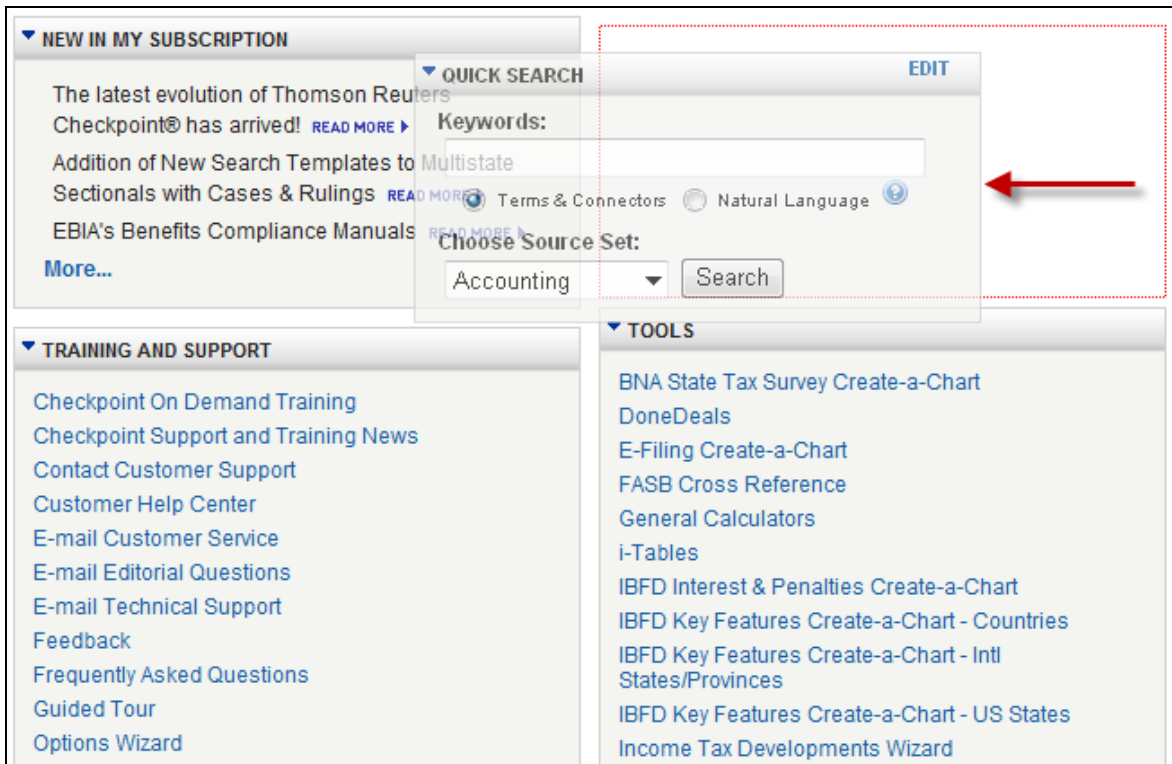 NEW IN MY SUBSCRIPTION
The latest evolution of Thomson Reuters
Checkpoint® has arrived! READ MORE
Addition of New Search Templates to Multistate
Sectionals with Cases & Rulings READ MORE
EBIA's Benefits Compliance Manuals READ MORE
More...
QUICK SEARCH EDIT
Keywords:
Terms & Connectors Natural Language ?
Choose Source Set:
Accounting Search
TRAINING AND SUPPORT
Checkpoint On Demand Training
Checkpoint Support and Training News
Contact Customer Support
Customer Help Center
E-mail Customer Service
E-mail Editorial Questions
E-mail Technical Support
Feedback
Frequently Asked Questions
Guided Tour
Options Wizard
TOOLS
BNA State Tax Survey Create-a-Chart
DoneDeals
E-Filing Create-a-Chart
FASB Cross Reference
General Calculators
i-Tables
IBFD Interest & Penalties Create-a-Chart
IBFD Key Features Create-a-Chart - Countries
IBFD Key Features Create-a-Chart - Intl
States/Provinces
IBFD Key Features Create-a-Chart - US States
Income Tax Developments Wizard